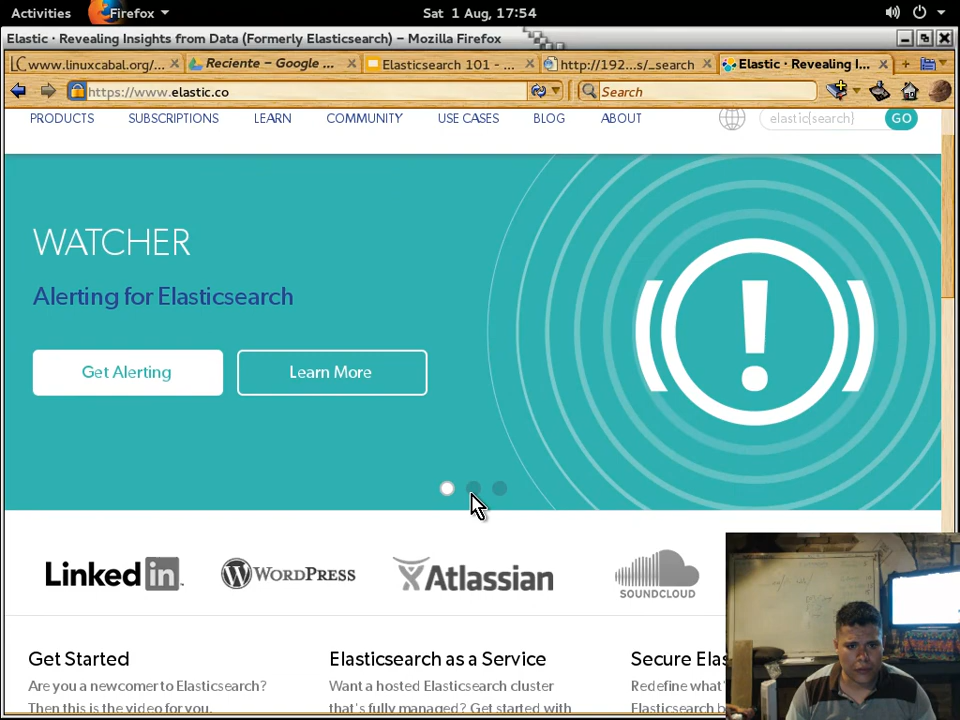 Activities Firefox Sat 1 Aug, 17:54
Elastic · Revealing Insights from Data (Formerly Elasticsearch) – Mozilla Firefox
www.linuxcabal.org/... Reciente – Google ... Elasticsearch 101 - ... http://192...s/_search Elastic · Revealing I...
https://www.elastic.co Search
PRODUCTS SUBSCRIPTIONS LEARN COMMUNITY USE CASES BLOG ABOUT elastic{search} GO
WATCHER
Alerting for Elasticsearch
Get Alerting Learn More
!
Linked in WORDPRESS Atlassian SOUNDCLOUD
Get Started Elasticsearch as a Service Secure Elas
Are you a newcomer to Elasticsearch? Want a hosted Elasticsearch cluster Redefine what'
Then this is the video for you. that's fully managed? Get started with Elasticsearch b